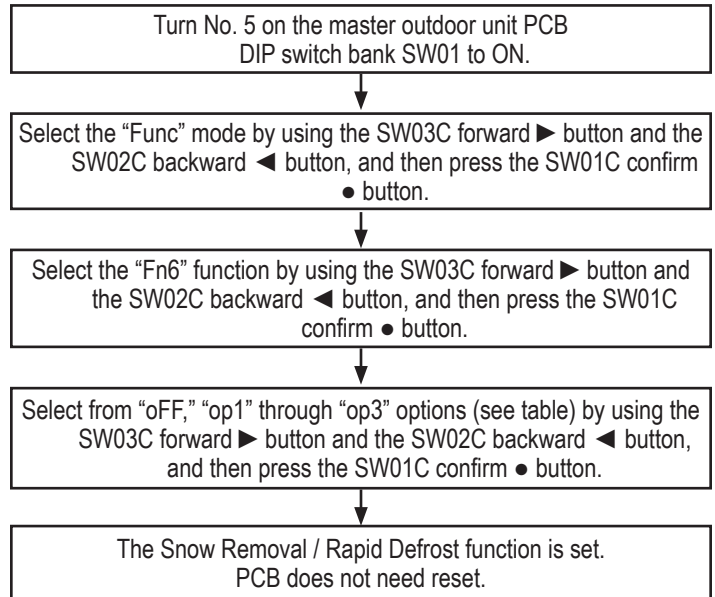 Turn No. 5 on the master outdoor unit PCB
DIP switch bank SW01 to ON.
Select the “Func” mode by using the SW03C forward ► button and the
SW02C backward ◄ button, and then press the SW01C confirm
● button.
Select the “Fn6” function by using the SW03C forward ► button and
the SW02C backward ◄ button, and then press the SW01C
confirm ● button.
Select from “oFF,” “op1” through “op3” options (see table) by using the
SW03C forward ► button and the SW02C backward ◄ button,
and then press the SW01C confirm ● button.
The Snow Removal / Rapid Defrost function is set.
PCB does not need reset.